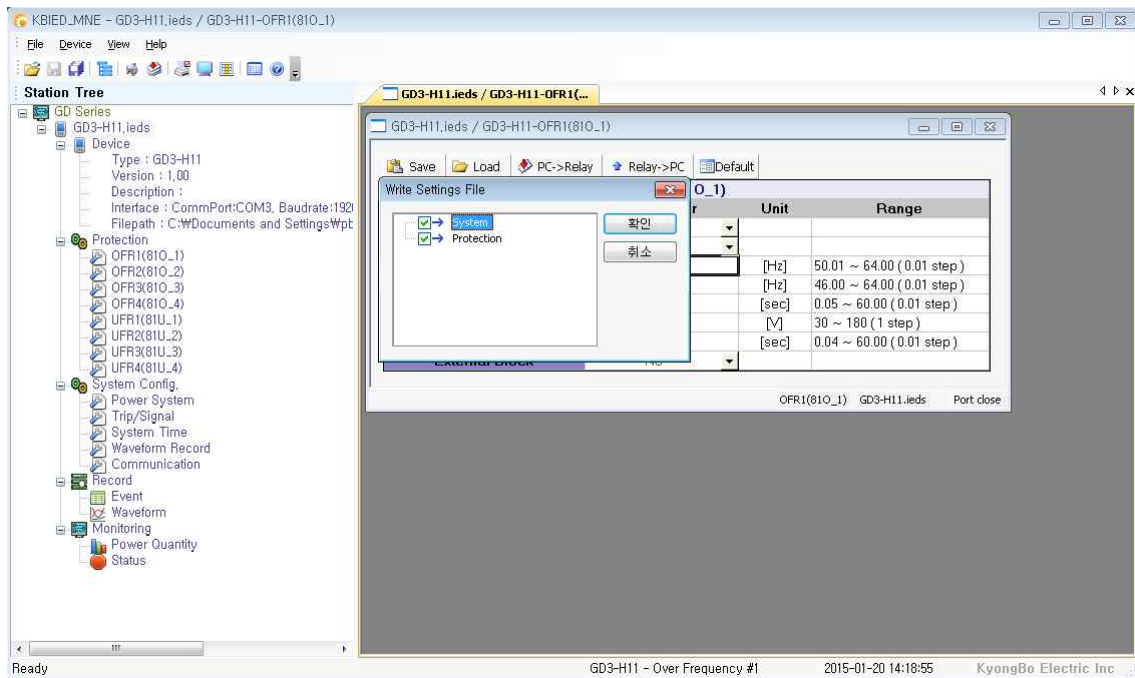 KBIED_MNE - GD3-H11.ieds / GD3-H11-OFR1(81O_1)
File Device View Help
Station Tree
GD Series
GD3-H11.ieds
Device
Type : GD3-H11
Version : 1.00
Description :
Interface : CommPort:COM3, Baudrate:192
Filepath : C:₩Documents and Settings₩pt
Protection
OFR1(81O_1)
OFR2(81O_2)
OFR3(81O_3)
OFR4(81O_4)
UFR1(81U_1)
UFR2(81U_2)
UFR3(81U_3)
UFR4(81U_4)
System Config.
Power System
Trip/Signal
System Time
Waveform Record
Communication
Record
Event
Waveform
Monitoring
Power Quantity
Status
GD3-H11.ieds / GD3-H11-OFR1(...
GD3-H11.ieds / GD3-H11-OFR1(81O_1)
Save Load PC->Relay Relay->PC Default
O_1)
r Unit Range
[Hz] 50.01 ~ 64.00 ( 0.01 step )
[Hz] 46.00 ~ 64.00 ( 0.01 step )
[sec] 0.05 ~ 60.00 ( 0.01 step )
[V] 30 ~ 180 ( 1 step )
[sec] 0.04 ~ 60.00 ( 0.01 step )
External Block No
Write Settings File
System
Protection
확인
취소
OFR1(81O_1) GD3-H11.ieds Port close
Ready GD3-H11 - Over Frequency #1 2015-01-20 14:18:55 KyongBo Electric Inc